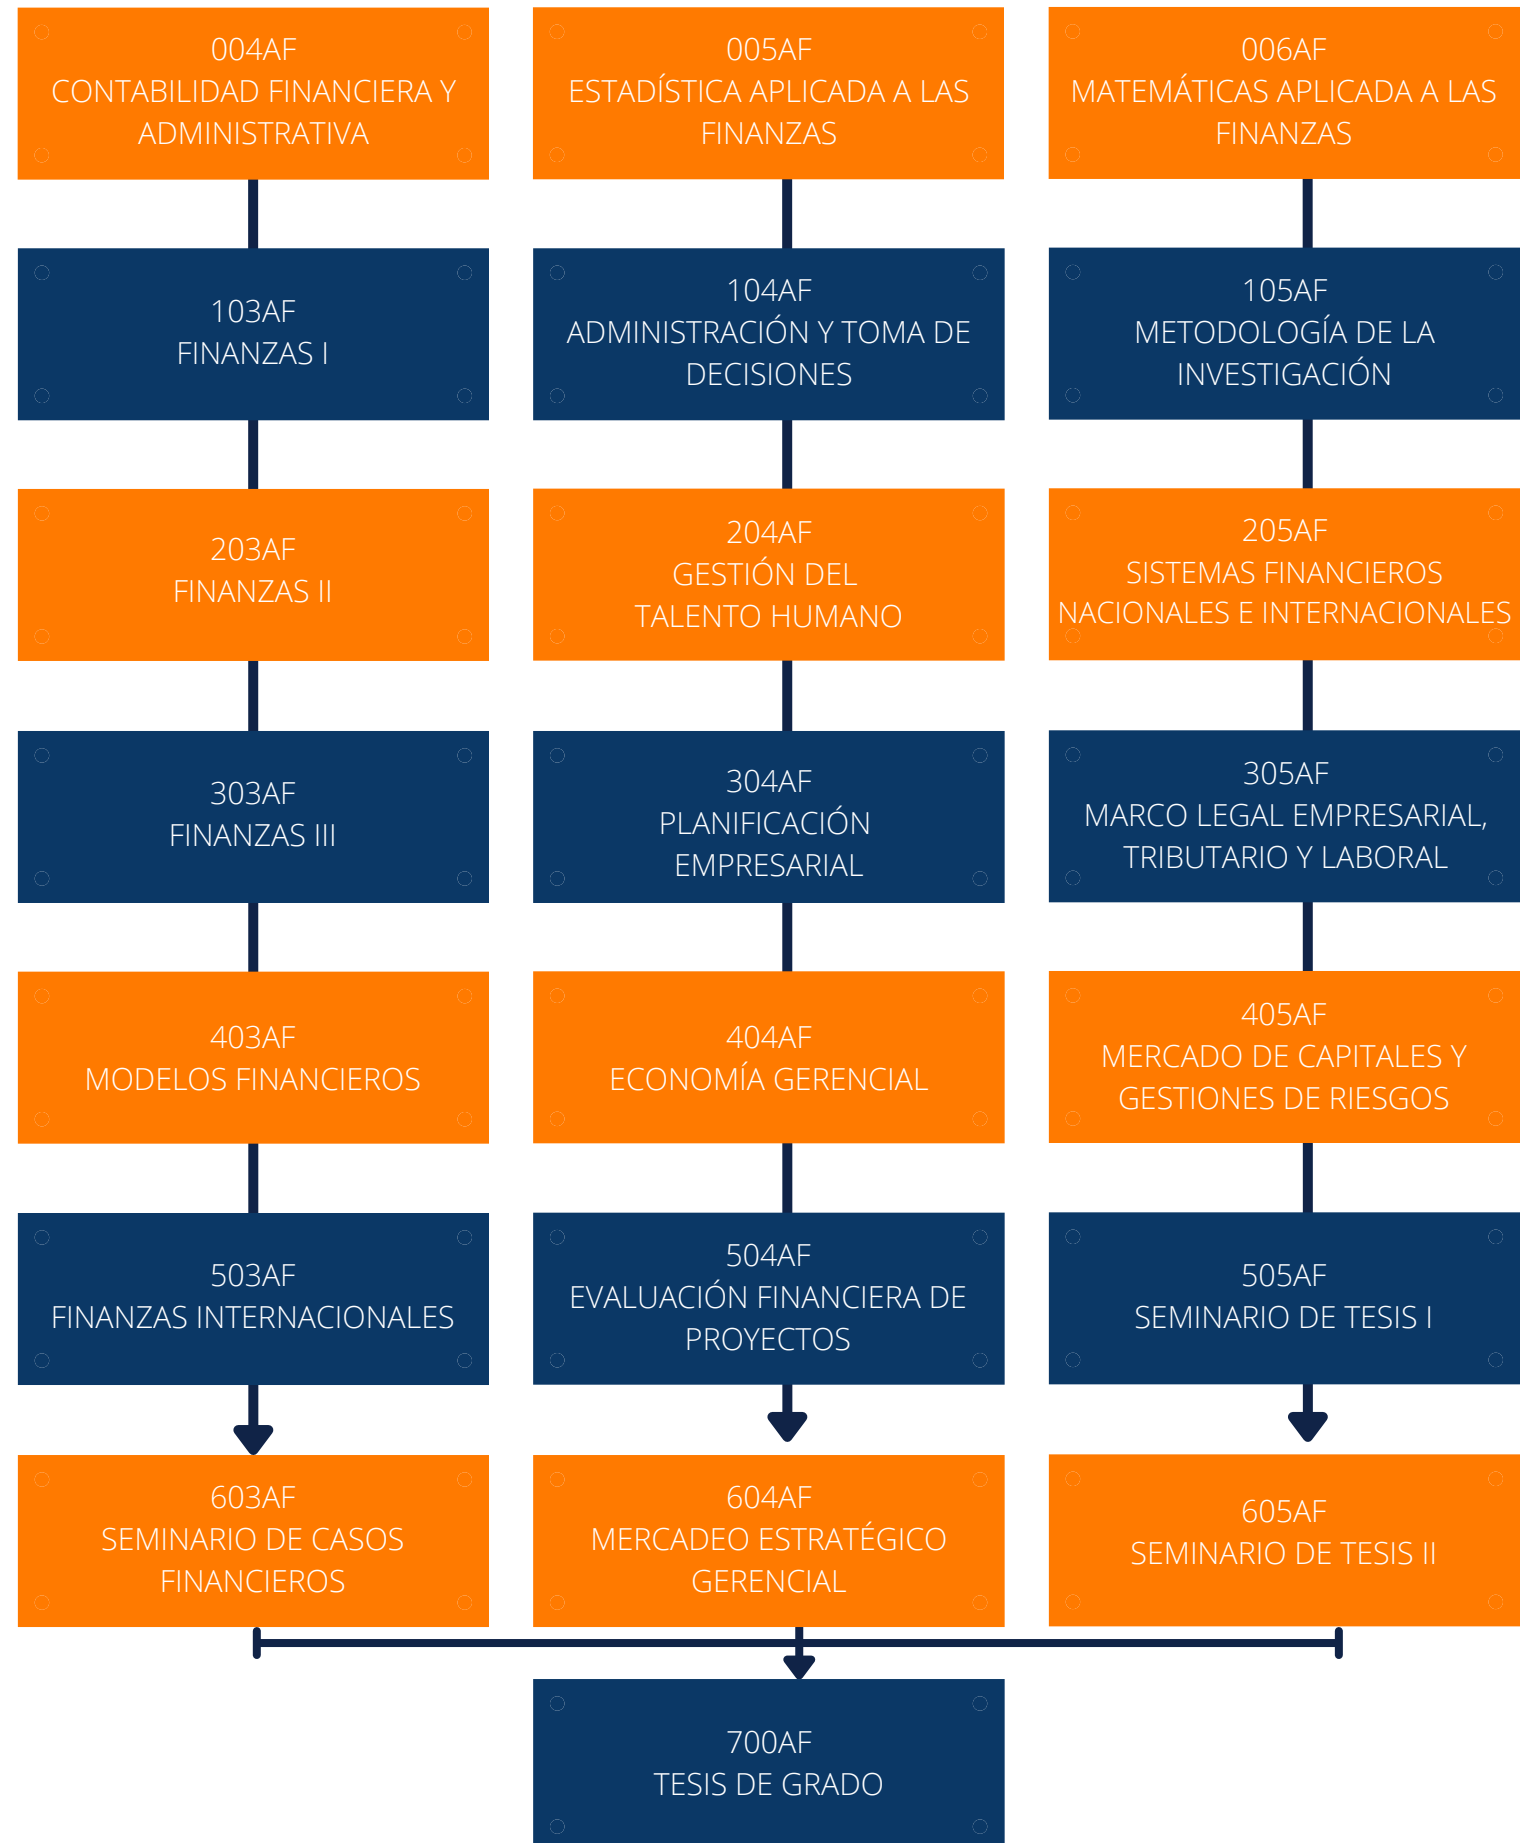 004AF
CONTABILIDAD FINANCIERA Y
ADMINISTRATIVA
005AF
ESTADÍSTICA APLICADA A LAS
FINANZAS
006AF
MATEMÁTICAS APLICADA A LAS
FINANZAS
103AF
FINANZAS I
104AF
ADMINISTRACIÓN Y TOMA DE
DECISIONES
105AF
METODOLOGÍA DE LA
INVESTIGACIÓN
203AF
FINANZAS II
204AF
GESTIÓN DEL
TALENTO HUMANO
205AF
SISTEMAS FINANCIEROS
NACIONALES E INTERNACIONALES
303AF
FINANZAS III
304AF
PLANIFICACIÓN
EMPRESARIAL
305AF
MARCO LEGAL EMPRESARIAL,
TRIBUTARIO Y LABORAL
403AF
MODELOS FINANCIEROS
404AF
ECONOMÍA GERENCIAL
405AF
MERCADO DE CAPITALES Y
GESTIONES DE RIESGOS
503AF
FINANZAS INTERNACIONALES
504AF
EVALUACIÓN FINANCIERA DE
PROYECTOS
505AF
SEMINARIO DE TESIS I
603AF
SEMINARIO DE CASOS
FINANCIEROS
604AF
MERCADEO ESTRATÉGICO
GERENCIAL
605AF
SEMINARIO DE TESIS II
700AF
TESIS DE GRADO